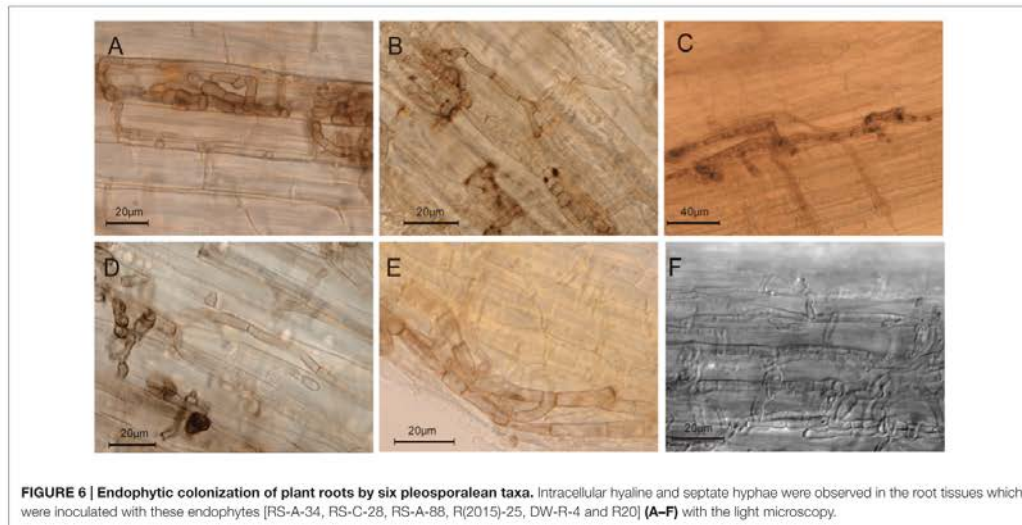 A
B
C
20µm
20µm
40µm
D
E
F
20µm
20µm
20µm
FIGURE 6 | Endophytic colonization of plant roots by six pleosporalean taxa. Intracellular hyaline and septate hyphae were observed in the root tissues which
were inoculated with these endophytes [RS-A-34, RS-C-28, RS-A-88, R(2015)-25, DW-R-4 and R20] (A–F) with the light microscopy.